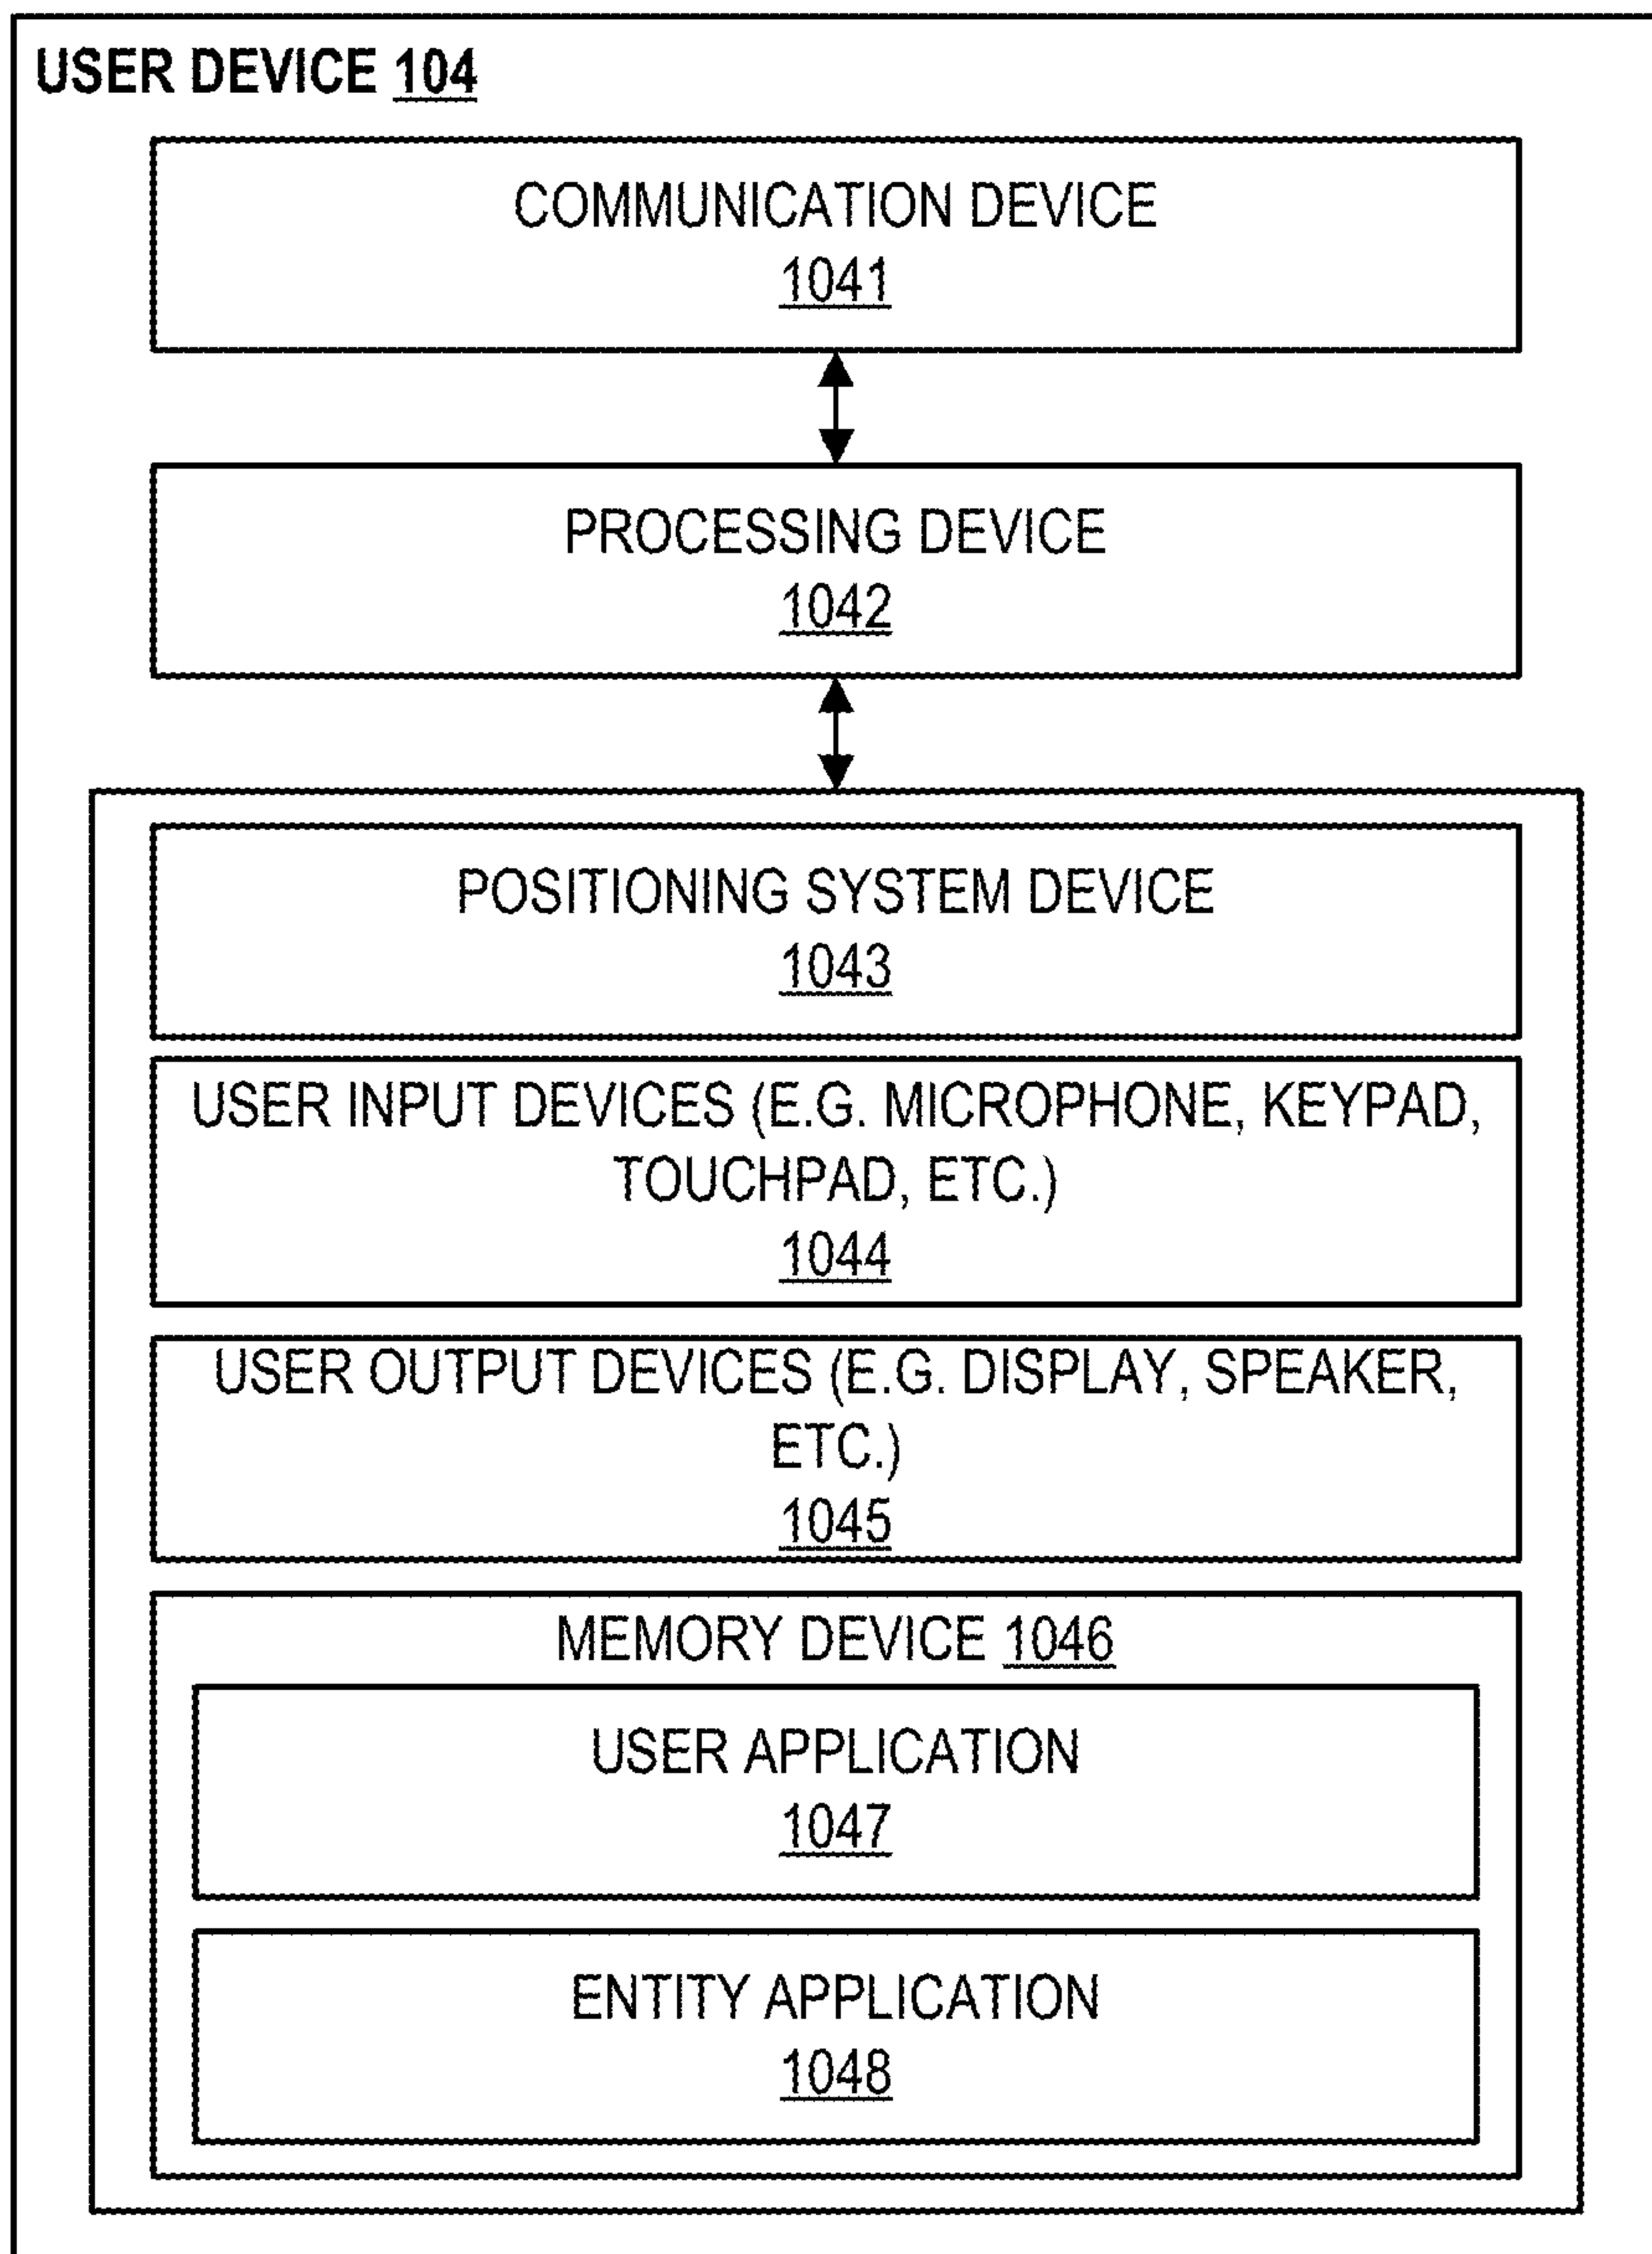 USER DEVICE 104
COMMUNICATION DEVICE
1041
PROCESSING DEVICE
1042
POSITIONING SYSTEM DEVICE
1043
USER INPUT DEVICES (E.G. MICROPHONE, KEYPAD,
TOUCHPAD, ETC.)
1044
USER OUTPUT DEVICES (E.G. DISPLAY, SPEAKER,
ETC.)
1045
MEMORY DEVICE 1046
USER APPLICATION
1047
ENTITY APPLICATION
1048